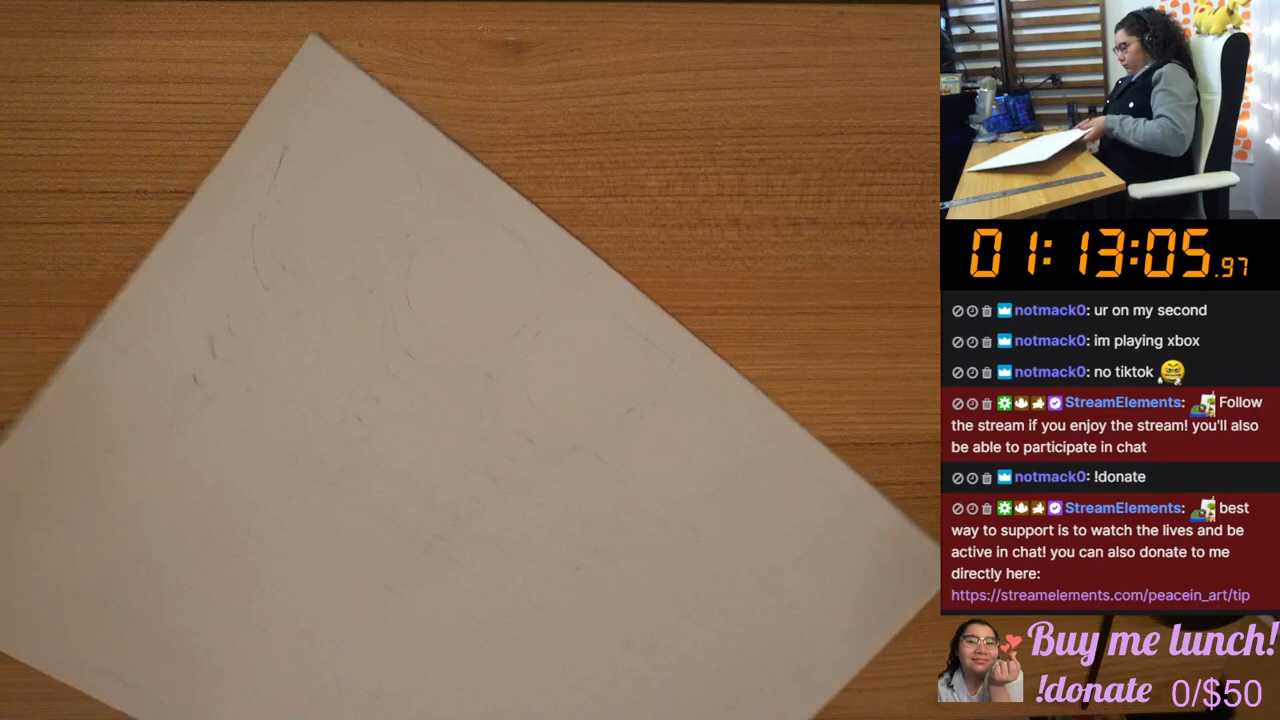 01:13:05.97
notmack0: ur on my second
notmack0: im playing xbox
notmack0: no tiktok
StreamElements: Follow
the stream if you enjoy the stream! you'll also
be able to participate in chat
notmack0: !donate
StreamElements: best
way to support is to watch the lives and be
active in chat! you can also donate to me
directly here:
https://streamelements.com/peacein_art/tip
Buy me lunch!
!donate 0/$50